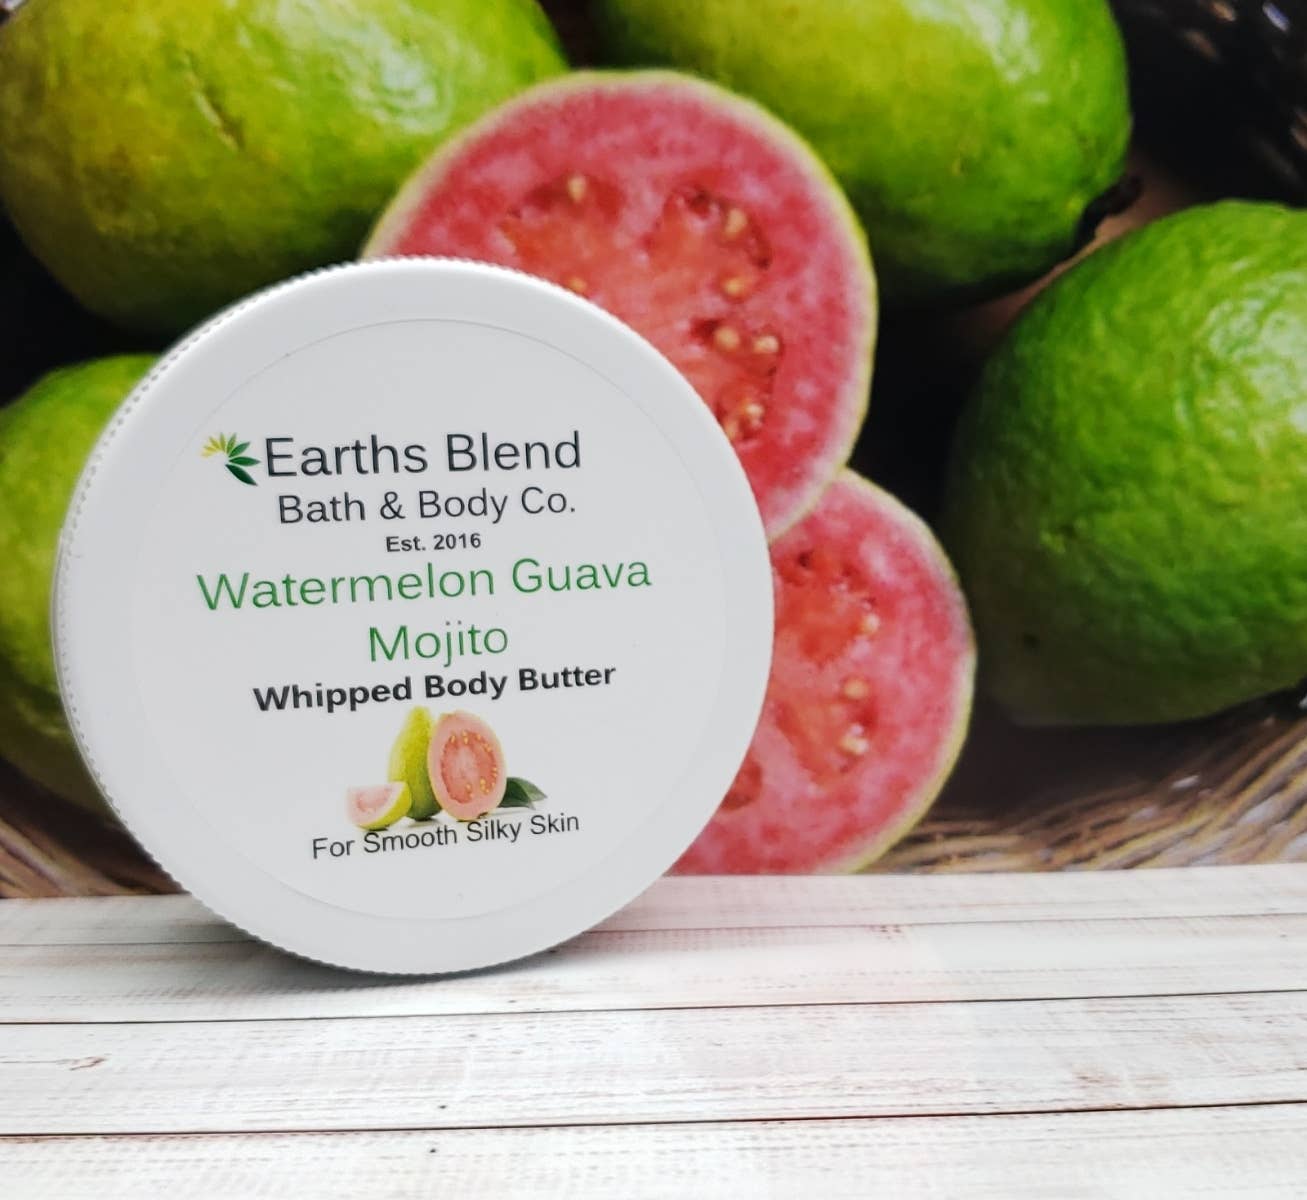 Earths Blend
Bath & Body Co.
Est. 2016
Watermelon Guava
Mojito
Whipped Body Butter
For Smooth Silky Skin